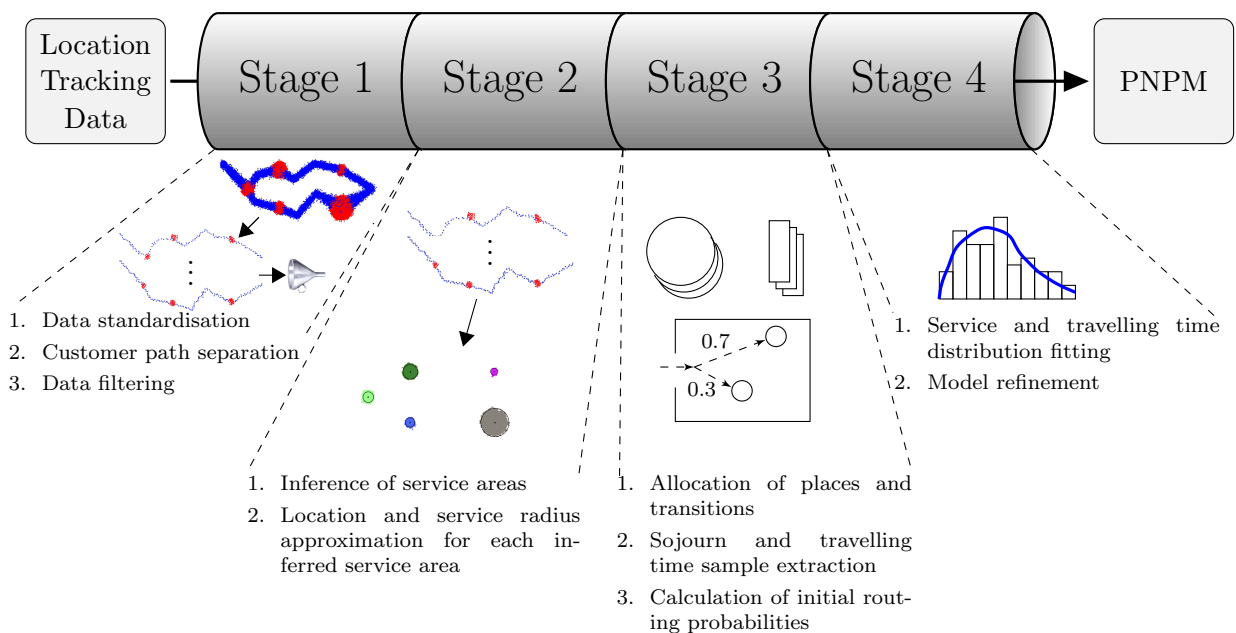 Location
Tracking
Data
Stage 1
Stage 2
Stage 3
Stage 4
PNPM
1. Data standardisation
2. Customer path separation
3. Data filtering
1. Inference of service areas
2. Location and service radius
approximation for each in-
ferred service area
0.7
0.3
1. Allocation of places and
transitions
2. Sojourn and travelling
time sample extraction
3. Calculation of initial rout-
ing probabilities
1. Service and travelling time
distribution fitting
2. Model refinement